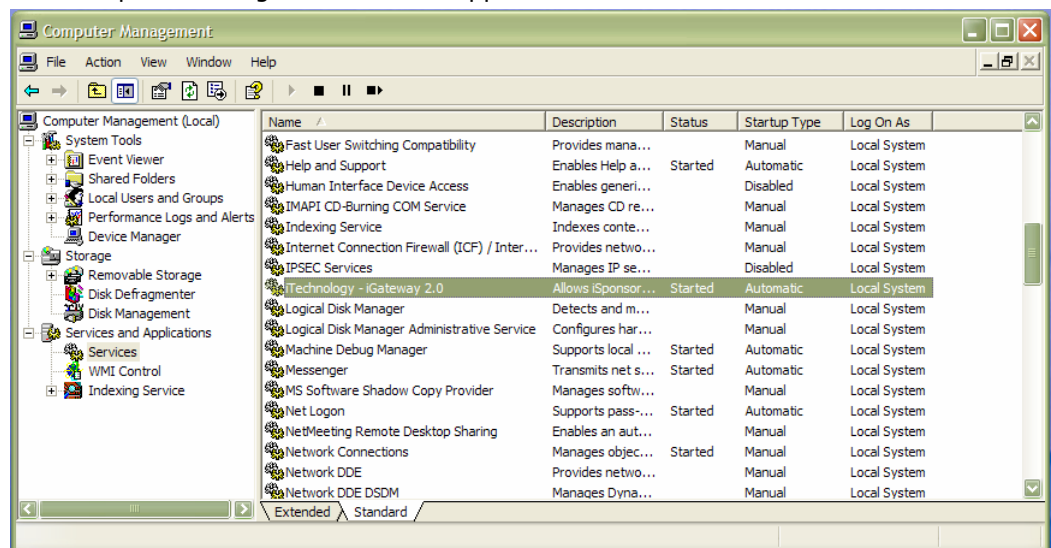 Computer Management
File Action View Window Help
Computer Management (Local)
System Tools
Event Viewer
Shared Folders
Local Users and Groups
Performance Logs and Alerts
Device Manager
Storage
Removable Storage
Disk Defragmenter
Disk Management
Services and Applications
Services
WMI Control
Indexing Service
Name Description Status Startup Type Log On As
Fast User Switching Compatibility Provides mana... Manual Local System
Help and Support Enables Help a... Started Automatic Local System
Human Interface Device Access Enables generi... Disabled Local System
IMAPI CD-Burning COM Service Manages CD re... Manual Local System
Indexing Service Indexes conte... Manual Local System
Internet Connection Firewall (ICF) / Inter... Provides netwo... Manual Local System
IPSEC Services Manages IP se... Disabled Local System
iTechnology - iGateway 2.0 Allows iSponsor... Started Automatic Local System
Logical Disk Manager Detects and m... Manual Local System
Logical Disk Manager Administrative Service Configures har... Manual Local System
Machine Debug Manager Supports local ... Started Automatic Local System
Messenger Transmits net s... Started Automatic Local System
MS Software Shadow Copy Provider Manages softw... Manual Local System
Net Logon Supports pass-... Started Automatic Local System
NetMeeting Remote Desktop Sharing Enables an aut... Manual Local System
Network Connections Manages objec... Started Manual Local System
Network DDE Provides netwo... Manual Local System
Network DDE DSDM Manages Dyna... Manual Local System
Extended Standard